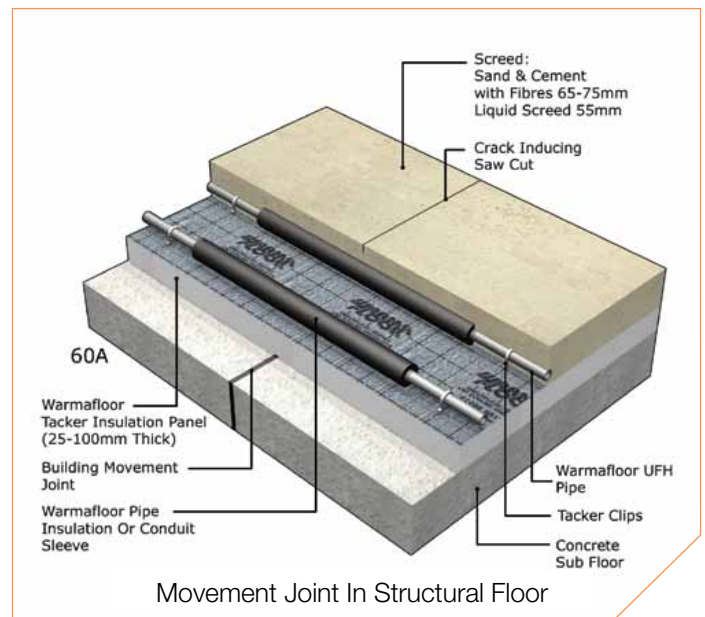 Screed:
Sand & Cement
with Fibres 65-75mm
Liquid Screed 55mm
Crack Inducing
Saw Cut
60A
Warmafloor
Tacker Insulation Panel
(25-100mm Thick)
Building Movement
Joint
Warmafloor Pipe
Insulation Or Conduit
Sleeve
Warmafloor UFH
Pipe
Tacker Clips
Concrete
Sub Floor
Movement Joint In Structural Floor